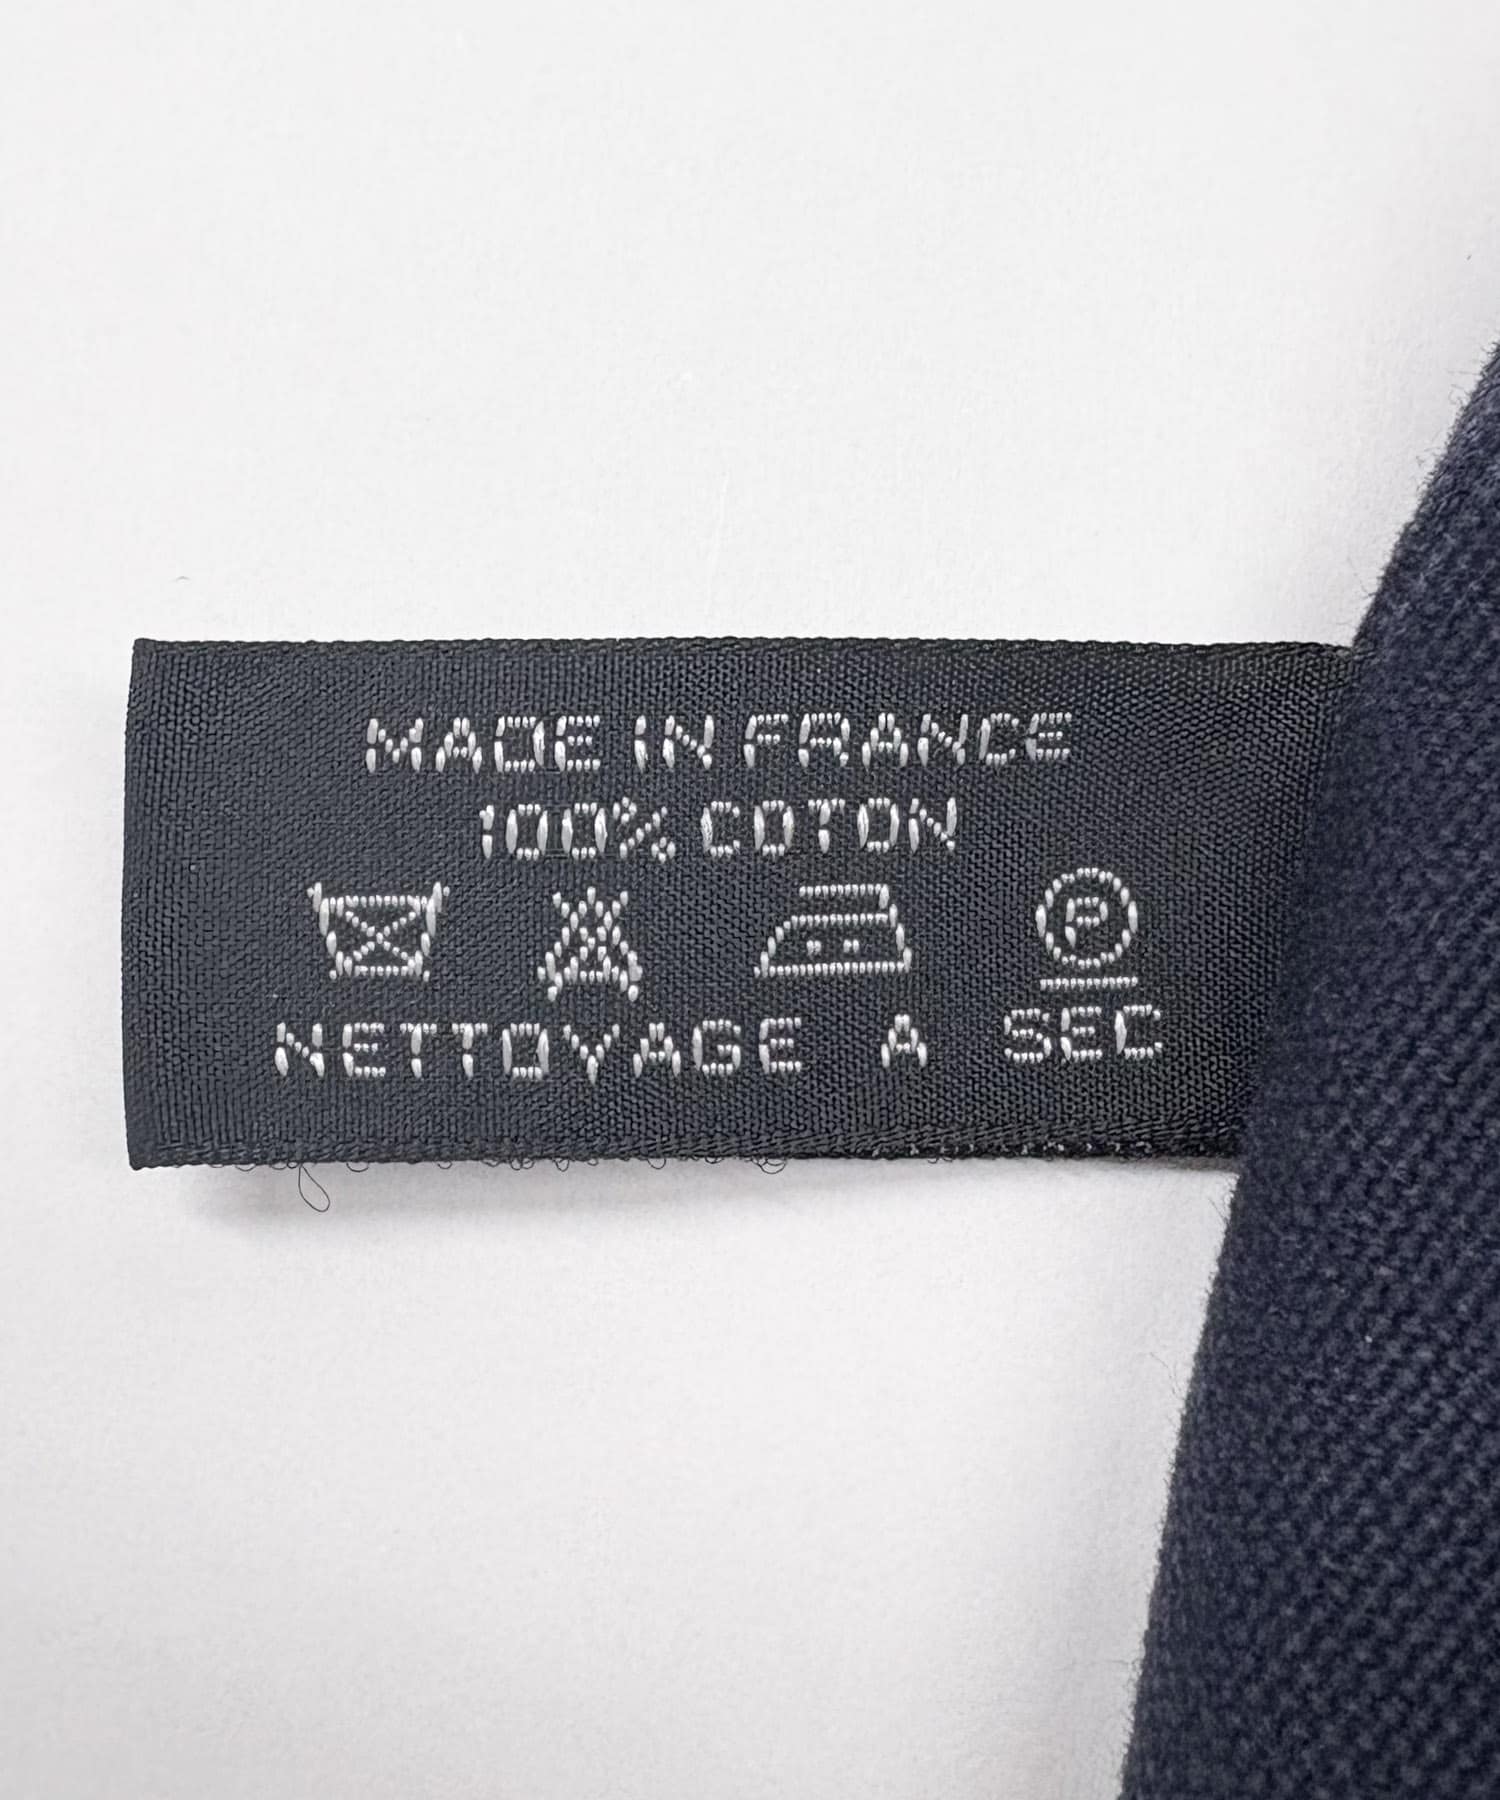 MADE IN FRANCE
100% COTON
P
NETTOYAGE A SEC